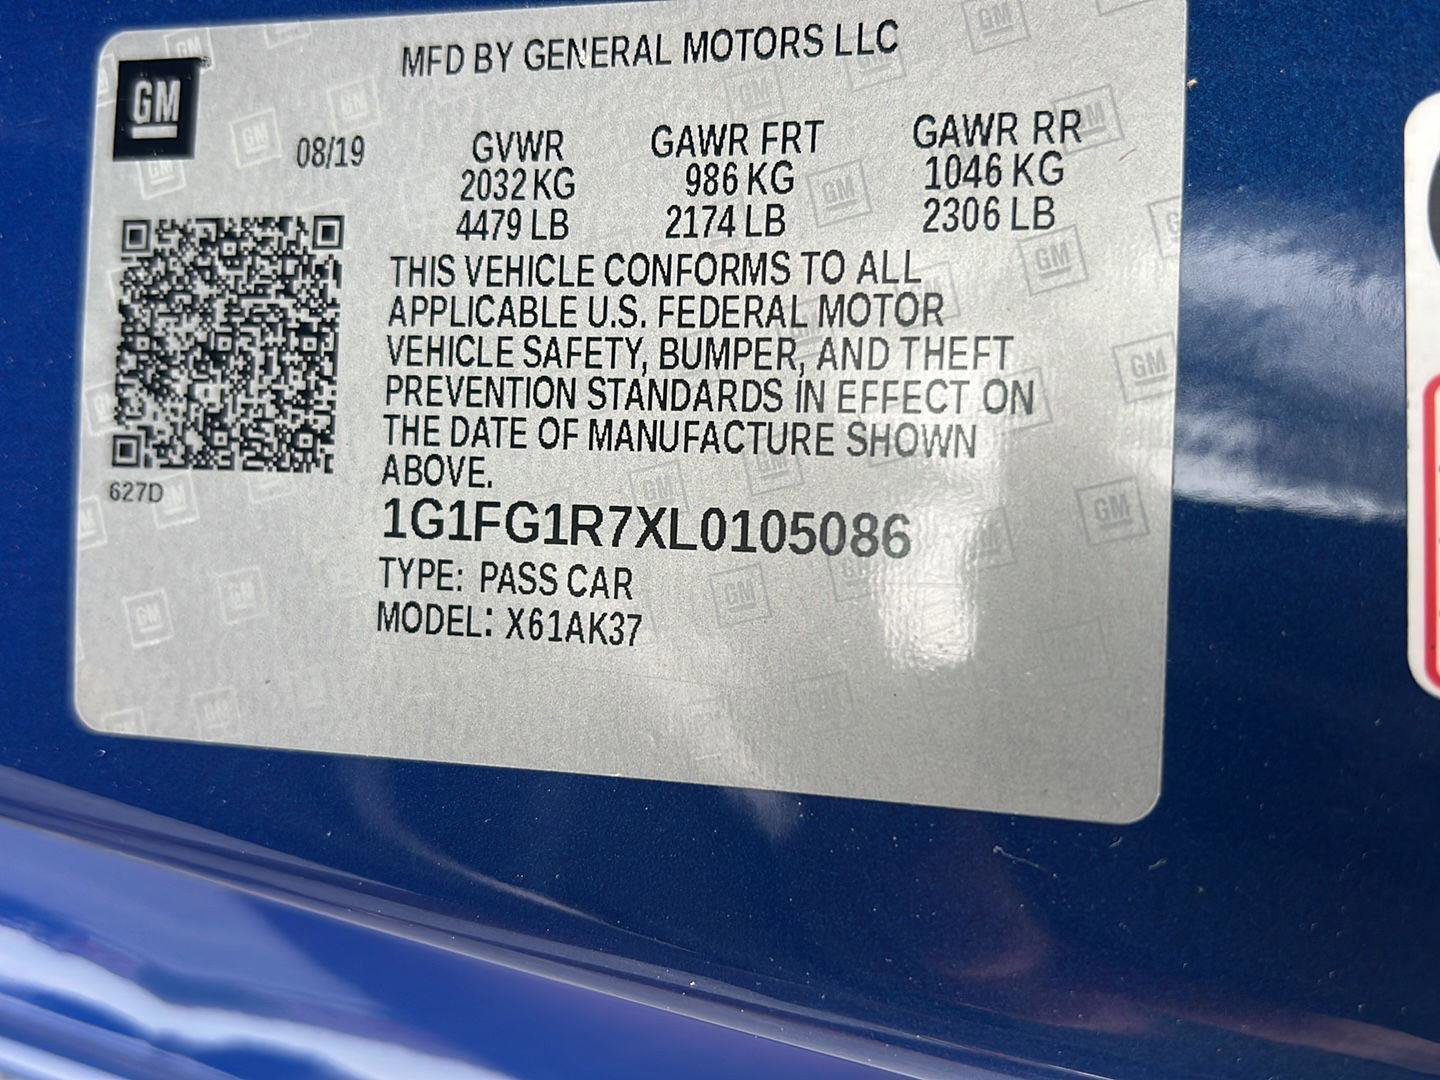 MFD BY GENERAL MOTORS LLC
GM
08/19 GVWR GAWR FRT GAWR RR
2032 KG 986 KG 1046 KG
4479 LB 2174 LB 2306 LB
THIS VEHICLE CONFORMS TO ALL
APPLICABLE U.S. FEDERAL MOTOR
VEHICLE SAFETY, BUMPER, AND THEFT
PREVENTION STANDARDS IN EFFECT ON
THE DATE OF MANUFACTURE SHOWN
ABOVE.
627D
1G1FG1R7XL0105086
TYPE: PASS CAR
MODEL: X61AK37